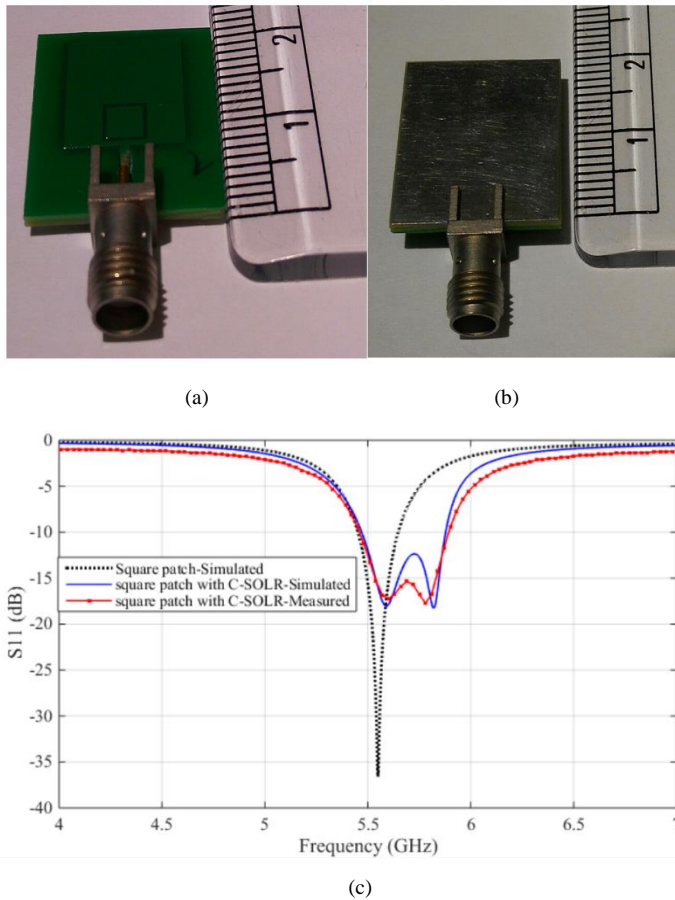 2
1
2
1
(a)
(b)
0
-5
-10
-15
-20
-25
-30
-35
-40
S11 (dB)
Square patch-Simulated
square patch with C-SOLR-Simulated
square patch with C-SOLR-Measured
4
4.5
5
5.5
6
6.5
7
Frequency (GHz)
(c)